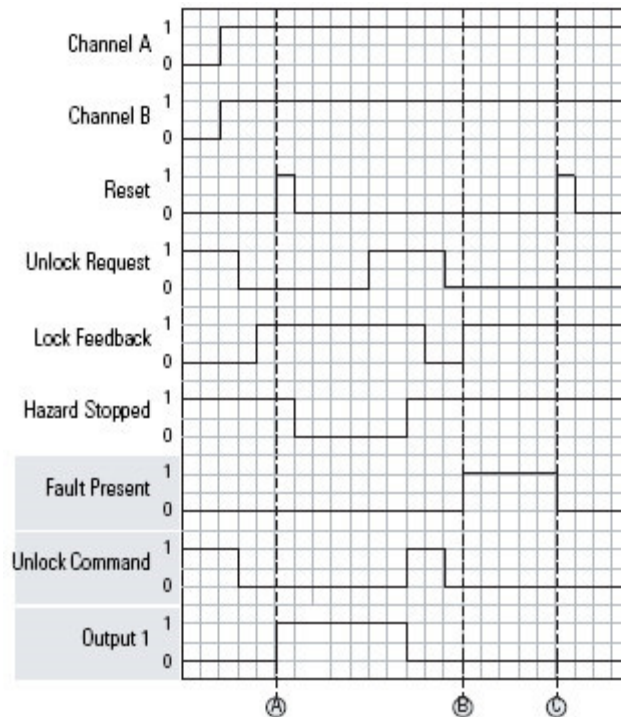 Channel A 1
0
Channel B 1
0
Reset 1
0
Unlock Request 1
0
Lock Feedback 1
0
Hazard Stopped 1
0
Fault Present 1
0
Unlock Command 1
0
Output 1 1
0
Ⓐ Ⓑ Ⓒ